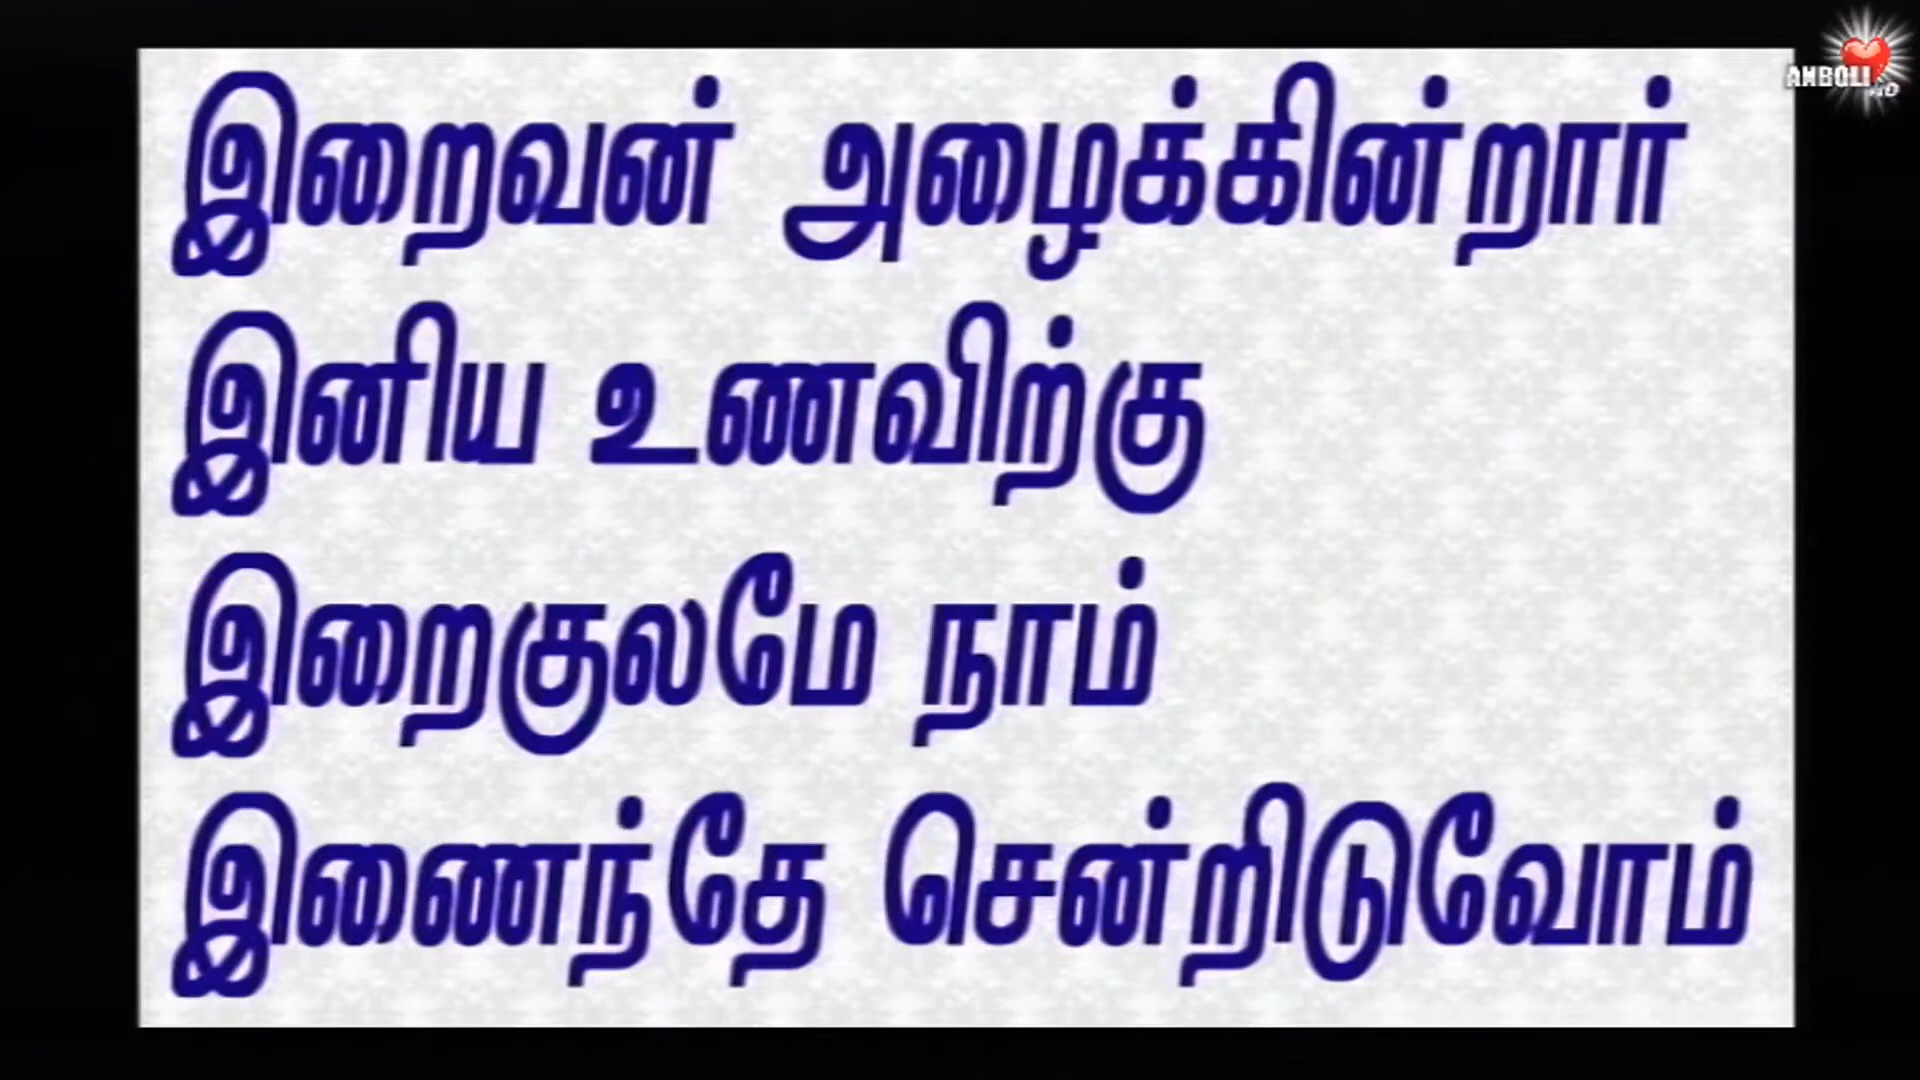 இறைவன் அழைக்கின்றார்
இனிய உணவிற்கு
இறைகுலமே நாம்
இணைந்தே சென்றிடுவோம்
ANBOLI
HD